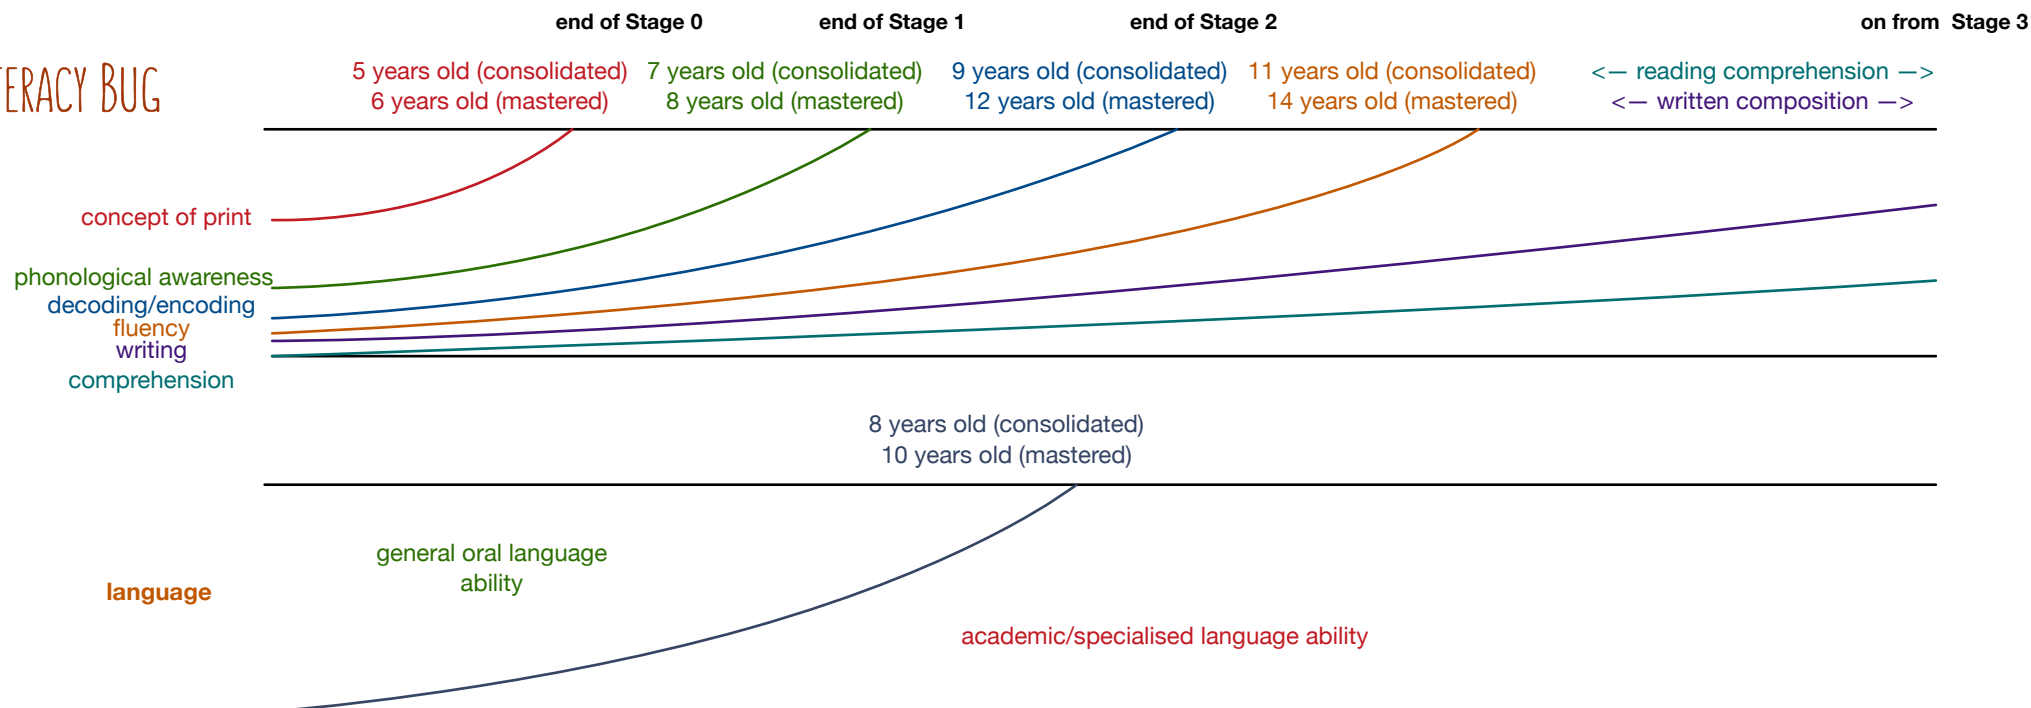 end of Stage 0 end of Stage 1 end of Stage 2 on from Stage 3
ERACY BUG
5 years old (consolidated) 7 years old (consolidated) 9 years old (consolidated) 11 years old (consolidated) <— reading comprehension —>
6 years old (mastered) 8 years old (mastered) 12 years old (mastered) 14 years old (mastered) <— written composition —>
concept of print
phonological awareness
decoding/encoding
fluency
writing
comprehension
8 years old (consolidated)
10 years old (mastered)
general oral language
ability
language
academic/specialised language ability